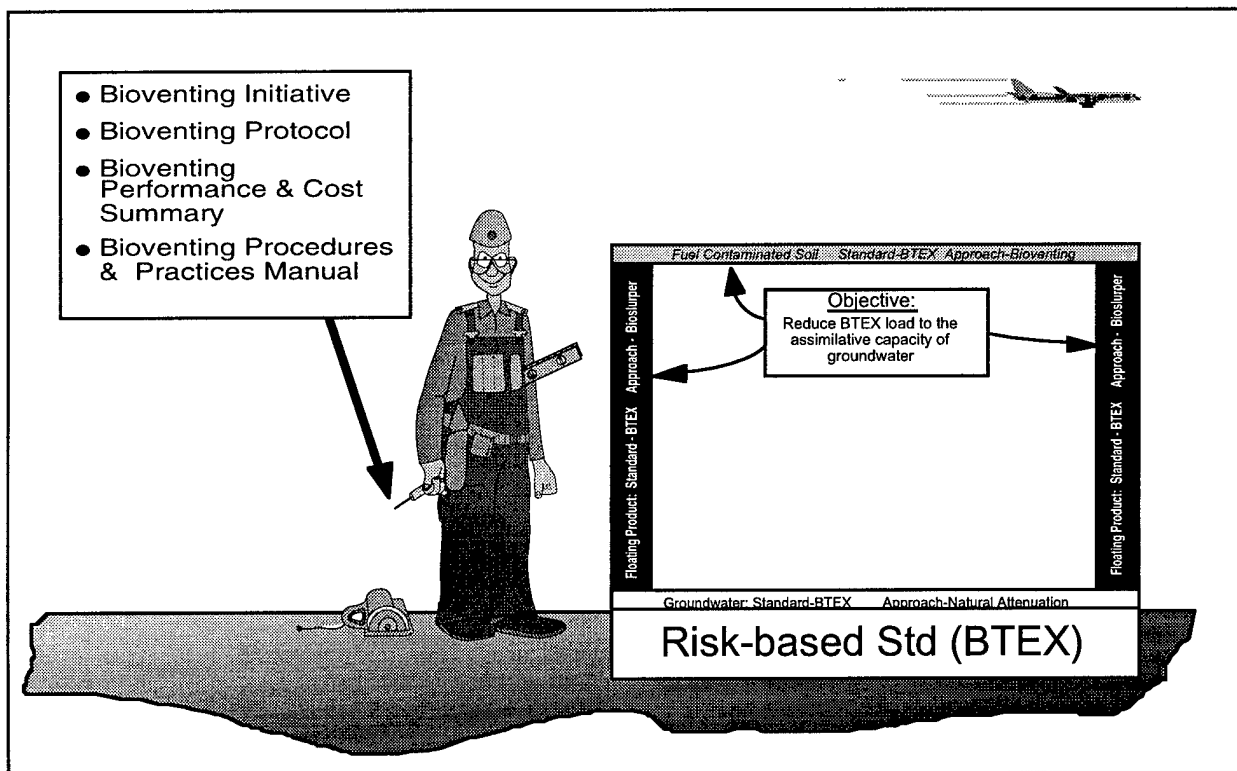 ● Bioventing Initiative
● Bioventing Protocol
● Bioventing
Performance & Cost
Summary
● Bioventing Procedures
& Practices Manual
Fuel Contaminated Soil Standard-BTEX Approach-Bioventing
Objective:
Reduce BTEX load to the
assimilative capacity of
groundwater
Floating Product: Standard - BTEX Approach - Bioslurper
Floating Product: Standard - BTEX Approach - Bioslurper
Groundwater: Standard-BTEX Approach-Natural Attenuation
Risk-based Std (BTEX)